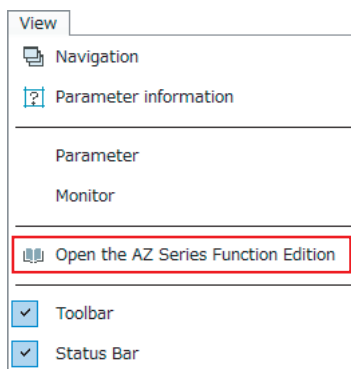 View
Navigation
Parameter information
Parameter
Monitor
Open the AZ Series Function Edition
Toolbar
Status Bar